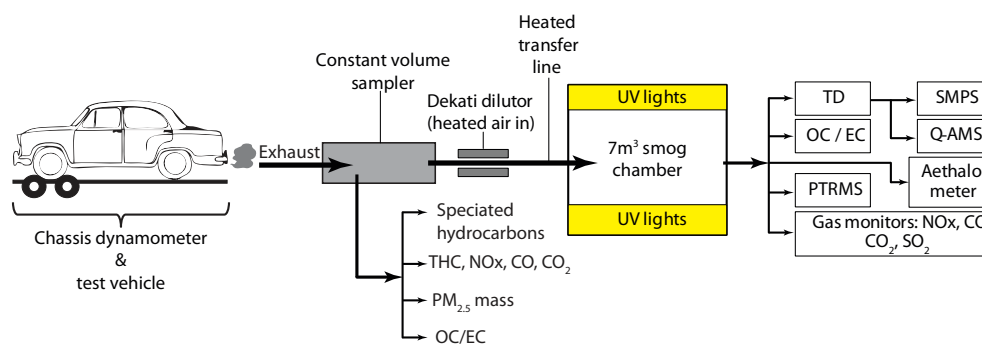 Chassis dynamometer
&
test vehicle
Exhaust
Constant volume
sampler
Speciated
hydrocarbons
THC, NOx, CO, CO₂
PM₂.₅ mass
OC/EC
Dekati dilutor
(heated air in)
Heated
transfer
line
UV lights
7m³ smog
chamber
UV lights
TD
SMPS
OC / EC
Q-AMS
Aethalo
meter
PTRMS
Gas monitors: NOx, CO
CO₂, SO₂